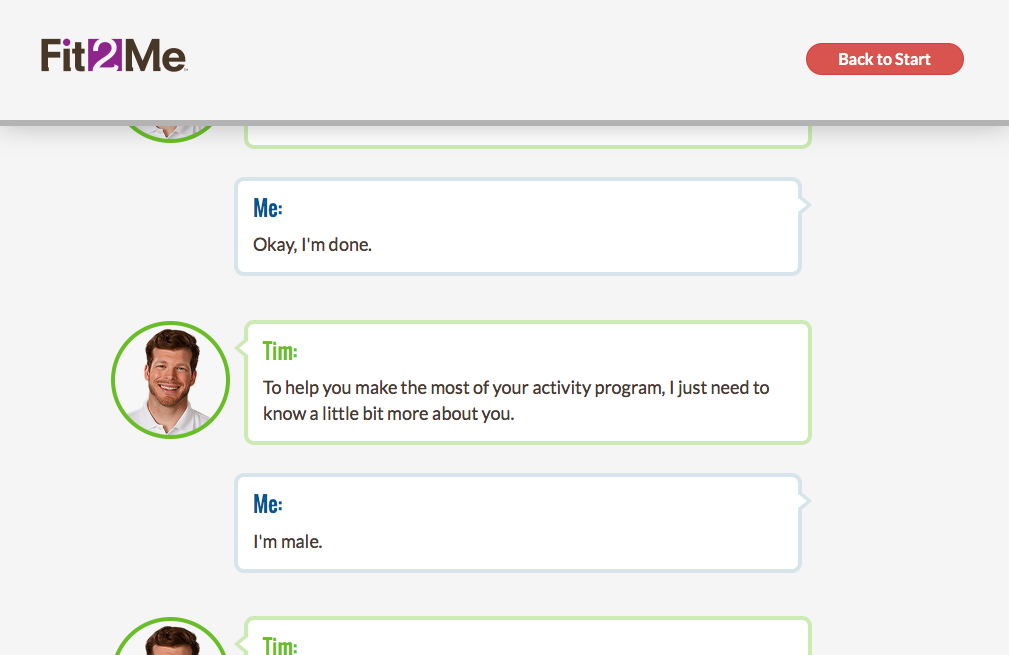 Fit2Me
Back to Start
Me:
Okay, I'm done.
Tim:
To help you make the most of your activity program, I just need to
know a little bit more about you.
Me:
I'm male.
Tim: